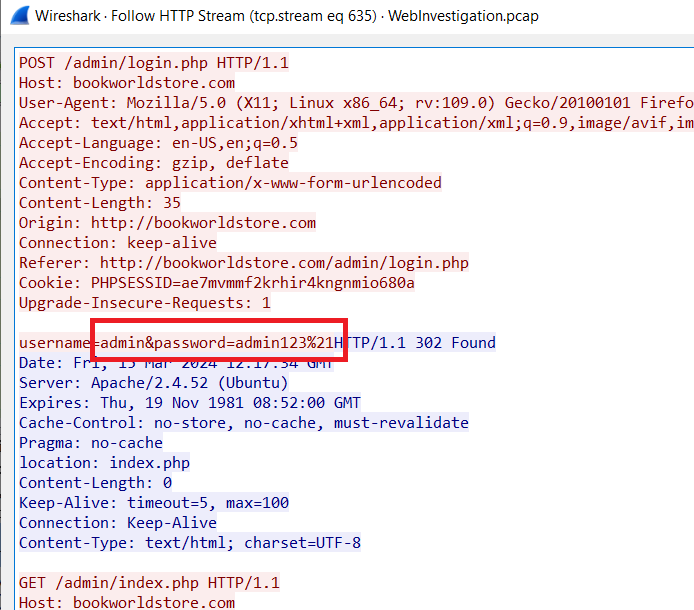 Wireshark · Follow HTTP Stream (tcp.stream eq 635) · WebInvestigation.pcap
POST /admin/login.php HTTP/1.1
Host: bookworldstore.com
User-Agent: Mozilla/5.0 (X11; Linux x86_64; rv:109.0) Gecko/20100101 Firefo
Accept: text/html,application/xhtml+xml,application/xml;q=0.9,image/avif,im
Accept-Language: en-US,en;q=0.5
Accept-Encoding: gzip, deflate
Content-Type: application/x-www-form-urlencoded
Content-Length: 35
Origin: http://bookworldstore.com
Connection: keep-alive
Referer: http://bookworldstore.com/admin/login.php
Cookie: PHPSESSID=ae7mvmmf2krhir4kngnmio680a
Upgrade-Insecure-Requests: 1
username=admin&password=admin123%21HTTP/1.1 302 Found
Date: Fri, 15 Mar 2024 12:17:34 GMT
Server: Apache/2.4.52 (Ubuntu)
Expires: Thu, 19 Nov 1981 08:52:00 GMT
Cache-Control: no-store, no-cache, must-revalidate
Pragma: no-cache
location: index.php
Content-Length: 0
Keep-Alive: timeout=5, max=100
Connection: Keep-Alive
Content-Type: text/html; charset=UTF-8
GET /admin/index.php HTTP/1.1
Host: bookworldstore.com